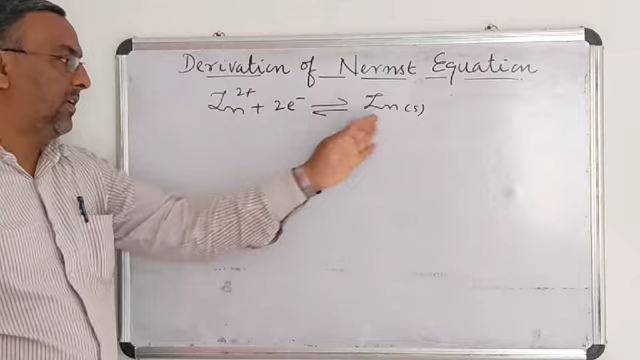 Derivation of Nernst Equation
Zn²⁺ + 2e⁻ ⇌ Zn(s)